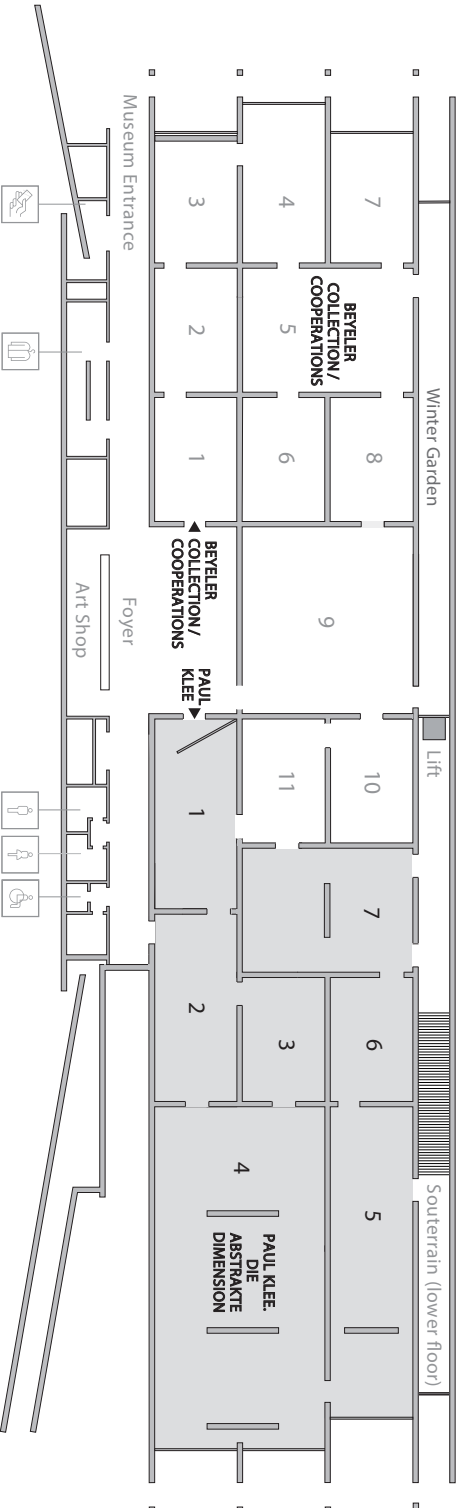 Winter Garden
Lift
Souterrain (lower floor)
7
8
10
7
6
5
BEYELER
COLLECTION/
COOPERATIONS
9
4
5
6
11
3
PAUL KLEE.
DIE
ABSTRAKTE
DIMENSION
4
3
2
1
BEYELER
COLLECTION/
COOPERATIONS
PAUL
KLEE
1
2
Museum Entrance
Foyer
Art Shop